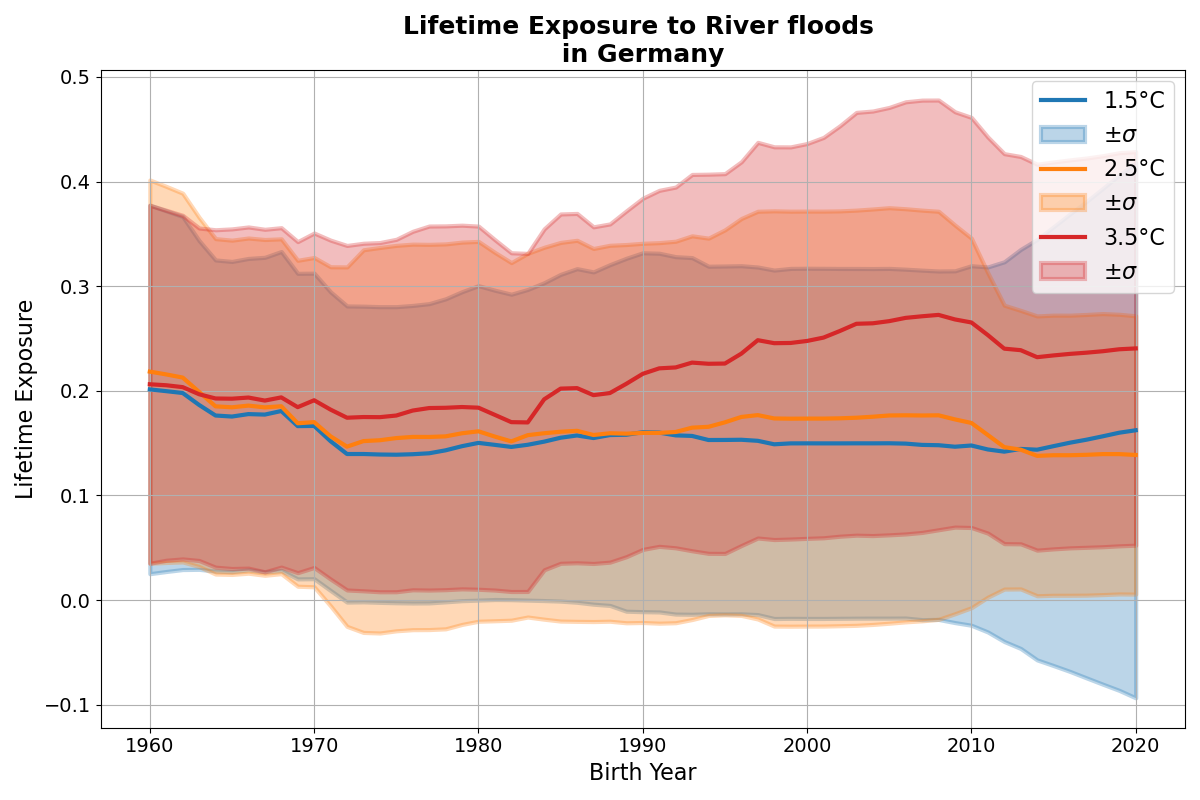 Lifetime Exposure to River floods
in Germany
Lifetime Exposure
0.5
0.4
0.3
0.2
0.1
0.0
−0.1
1960
1970
1980
1990
2000
2010
2020
Birth Year
1.5°C
±σ
2.5°C
±σ
3.5°C
±σ